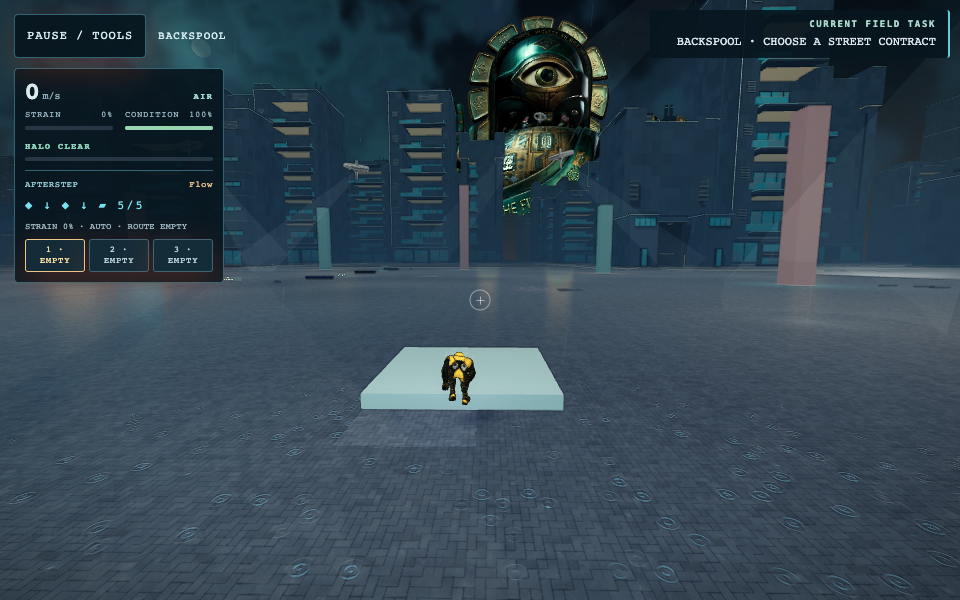 PAUSE / TOOLS
BACKSPOOL
CURRENT FIELD TASK
BACKSPOOL · CHOOSE A STREET CONTRACT
0 m/s
AIR
STRAIN 0%
CONDITION 100%
HALO CLEAR
AFTERSTEP
Flow
5/5
STRAIN 0% · AUTO · ROUTE EMPTY
1 · EMPTY
2 · EMPTY
3 · EMPTY